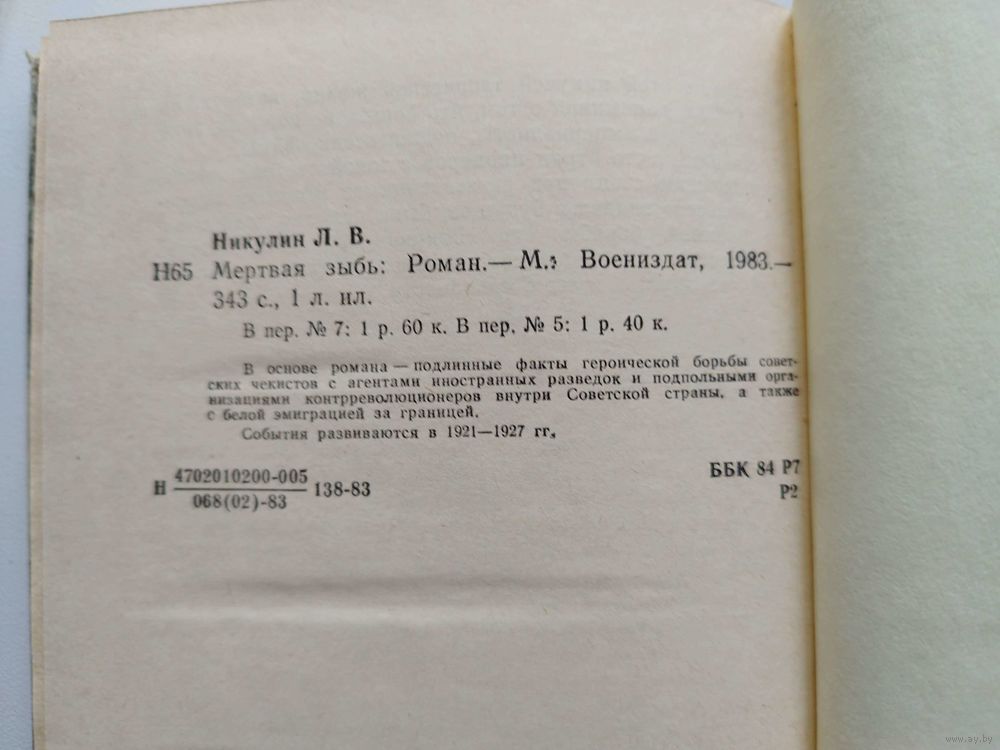 Никулин Л. В.
Н65 Мертвая зыбь: Роман.— М.: Воениздат, 1983.—
343 с., 1 л. ил.
В пер. № 7: 1 р. 60 к. В пер, № 5: 1 р. 40 к.
В основе романа — подлинные факты героической борьбы совет-
ских чекистов с агентами иностранных разведок и подпольными орга-
низациями контрреволюционеров внутри Советской страны, а также
с белой эмиграцией за границей.
События развиваются в 1921—1927 гг.
Н 4702010200-005 138-83
068(02)-83
ББК 84 Р7
Р2
www.ay.by